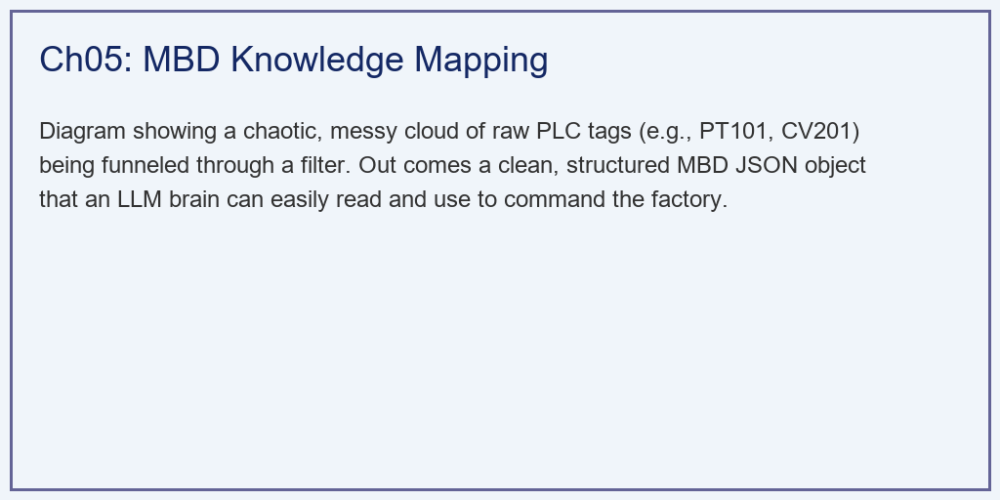 Ch05: MBD Knowledge Mapping
Diagram showing a chaotic, messy cloud of raw PLC tags (e.g., PT101, CV201)
being funneled through a filter. Out comes a clean, structured MBD JSON object
that an LLM brain can easily read and use to command the factory.